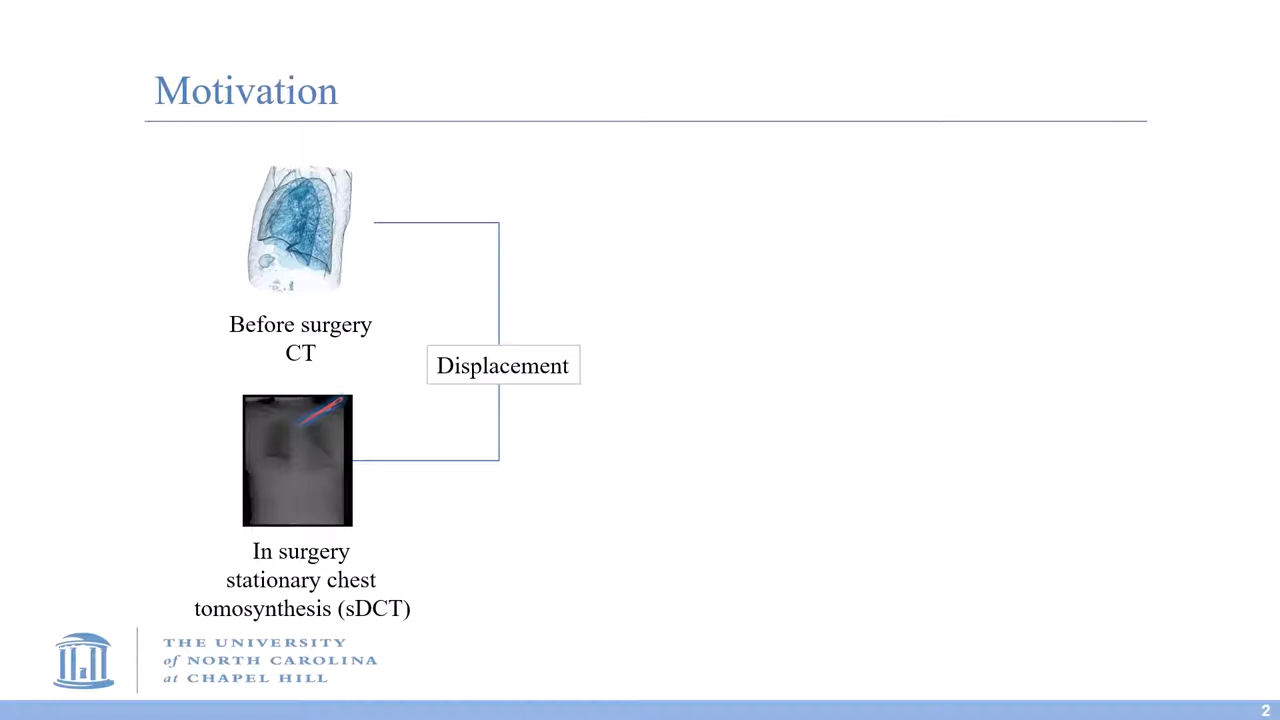 Motivation
Before surgery
CT
Displacement
In surgery
stationary chest
tomosynthesis (sDCT)
THE UNIVERSITY
of NORTH CAROLINA
at CHAPEL HILL
2